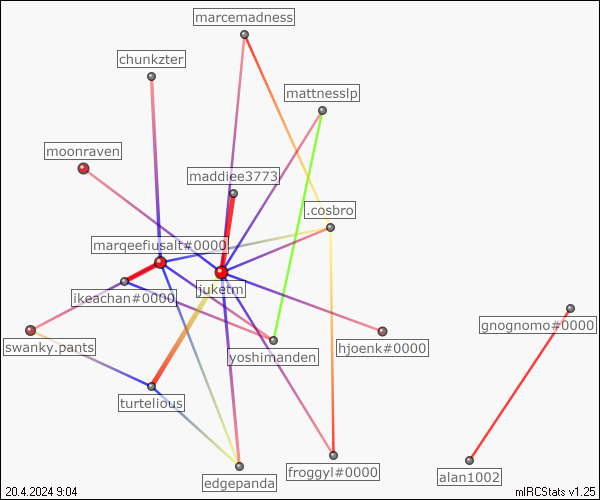 marcemadness
chunkzter
mattnesslp
moonraven
maddiee3773
.cosbro
marqeefiusalt#0000
juketm
ikeachan#0000
gnognomo#0000
swanky.pants
yoshimanden
hjoenk#0000
turtelious
froggyl#0000
alan1002
edgepanda
20.4.2024 9:04
mIRCStats v1.25